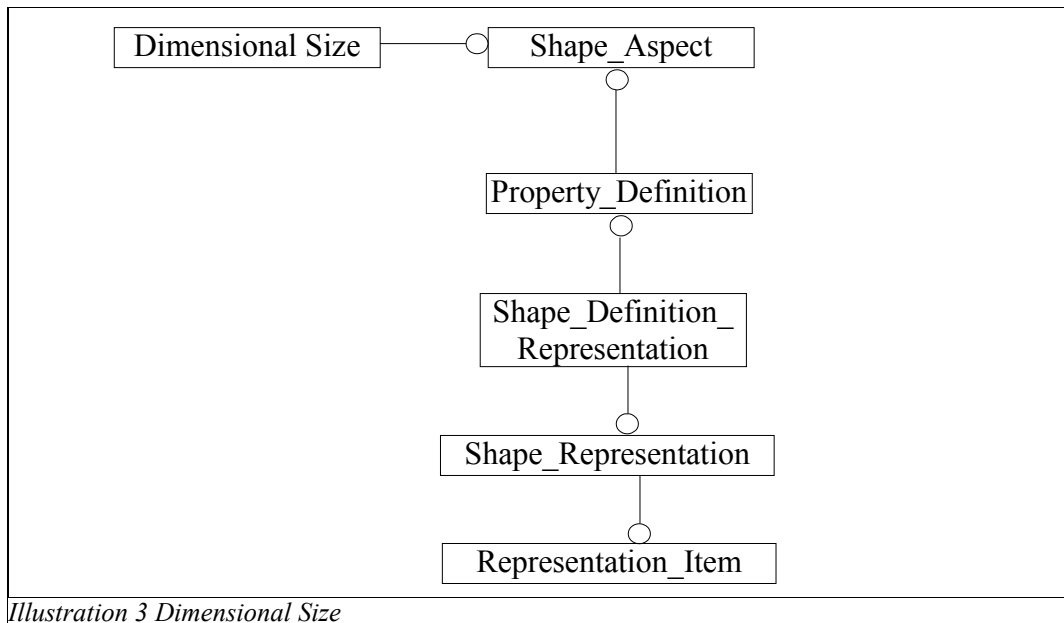 Dimensional Size
Shape_Aspect
Property_Definition
Shape_Definition_
Representation
Shape_Representation
Representation_Item
Illustration 3 Dimensional Size